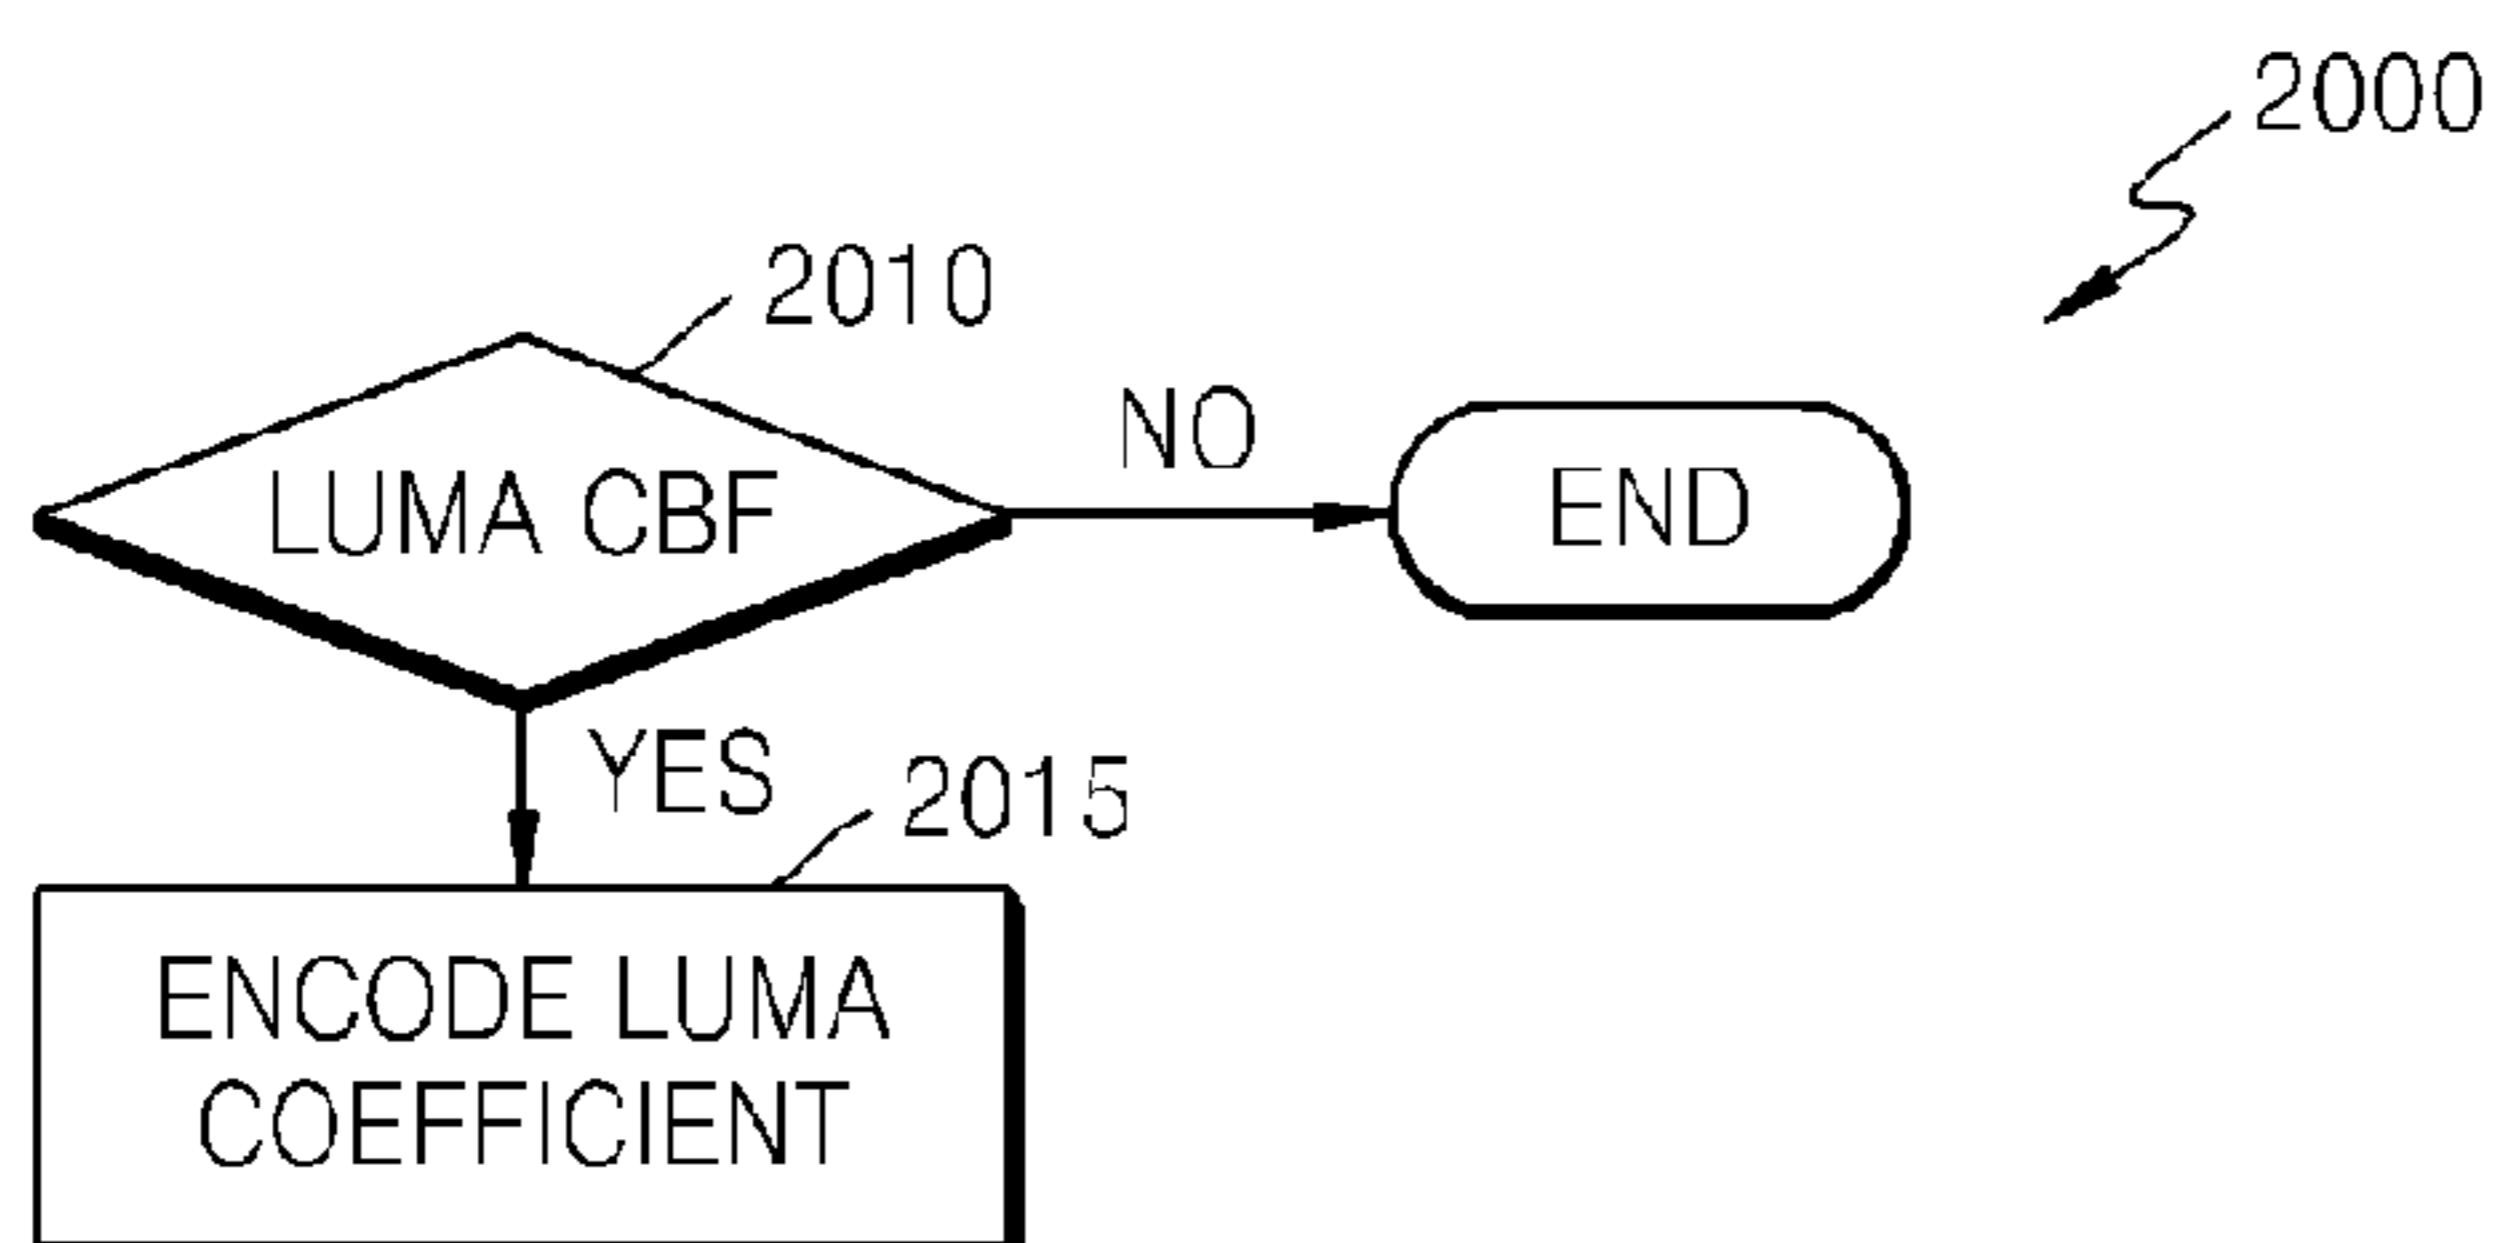 2000
2010
NO
LUMA CBF
END
YES
2015
ENCODE LUMA
COEFFICIENT